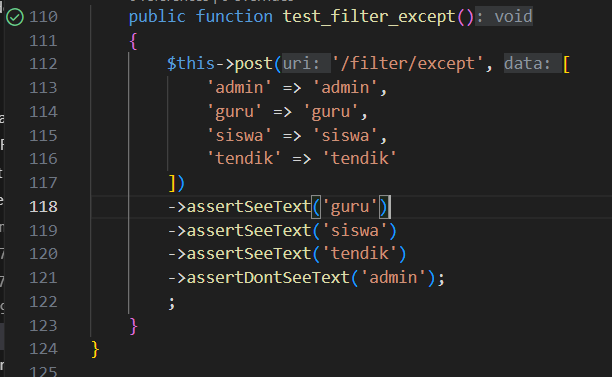 110 public function test_filter_except(): void
111 {
112 $this->post(uri: '/filter/except', data: [
113 'admin' => 'admin',
114 'guru' => 'guru',
115 'siswa' => 'siswa',
116 'tendik' => 'tendik'
117 ])
118 ->assertSeeText('guru')
119 ->assertSeeText('siswa')
120 ->assertSeeText('tendik')
121 ->assertDontSeeText('admin');
122 ;
123 }
124 }
125